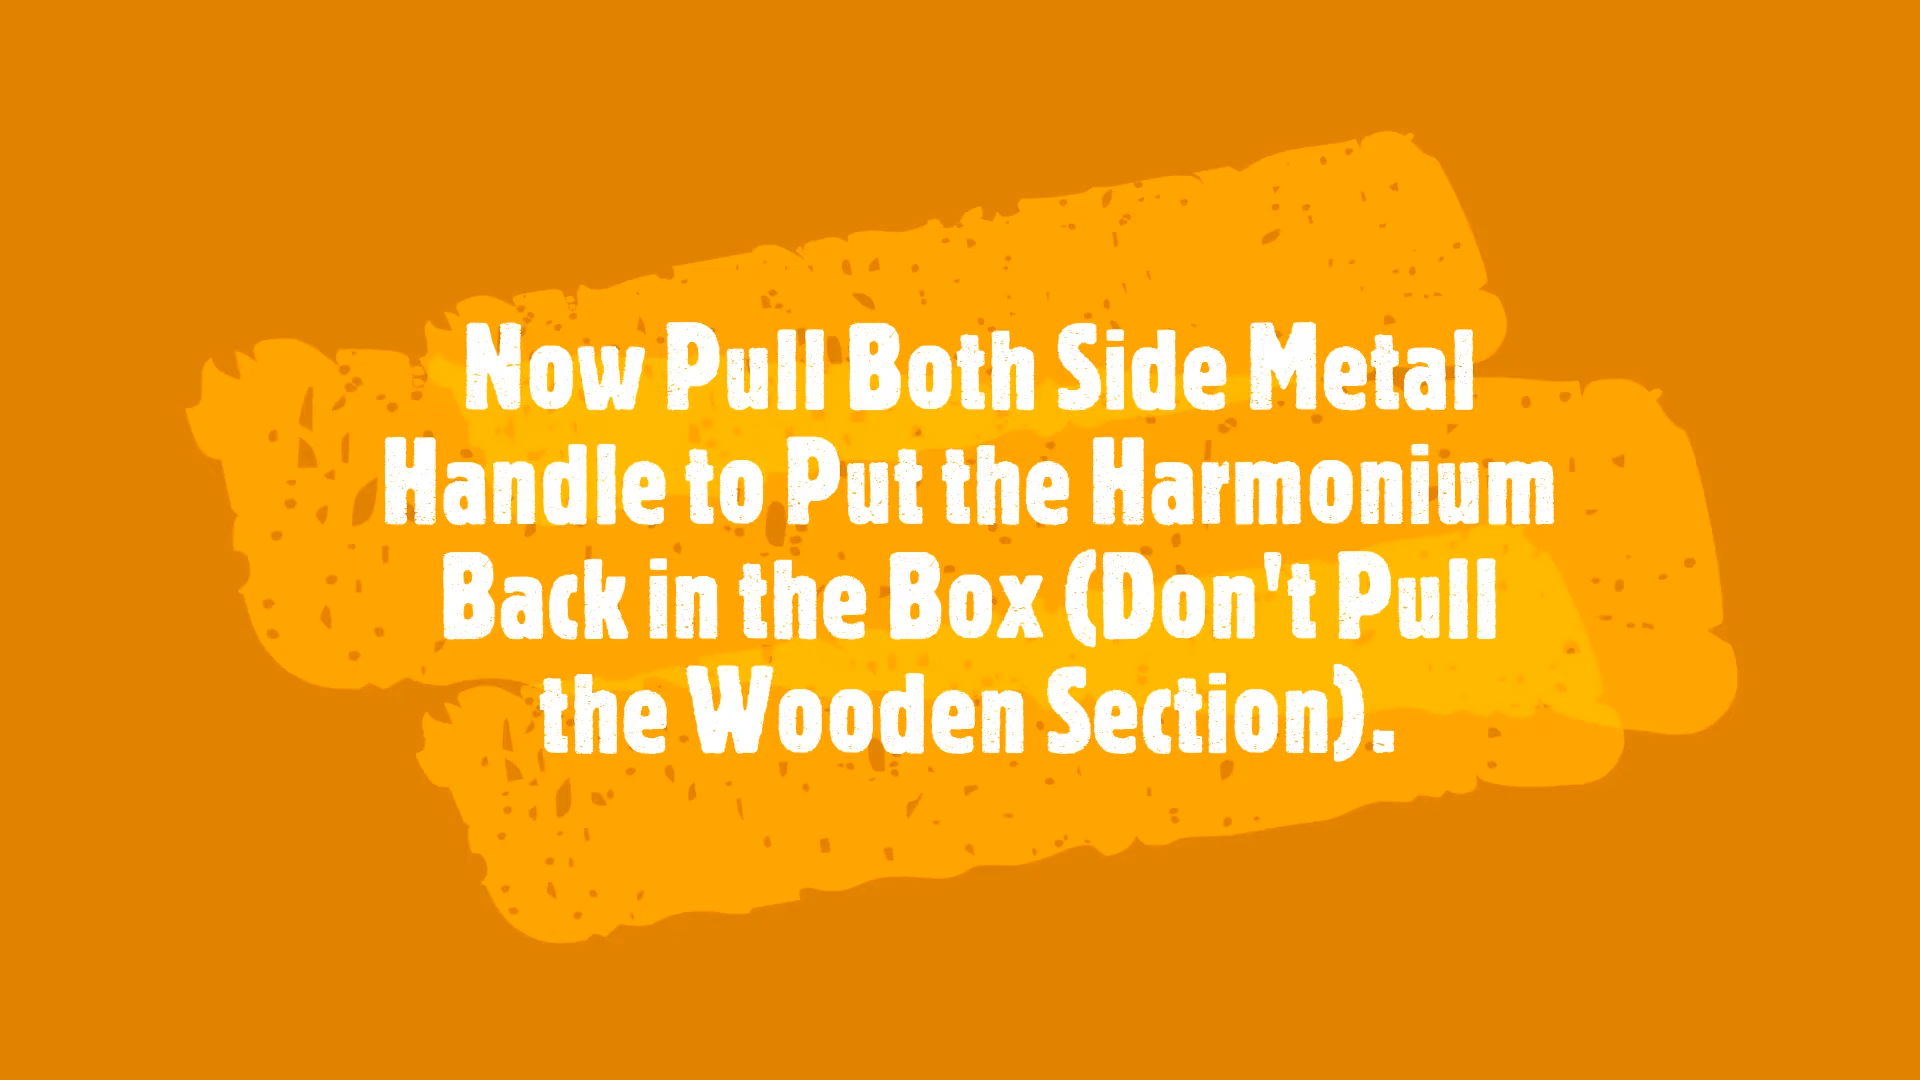 Now Pull Both Side Metal
Handle to Put the Harmonium
Back in the Box (Don't Pull
the Wooden Section).